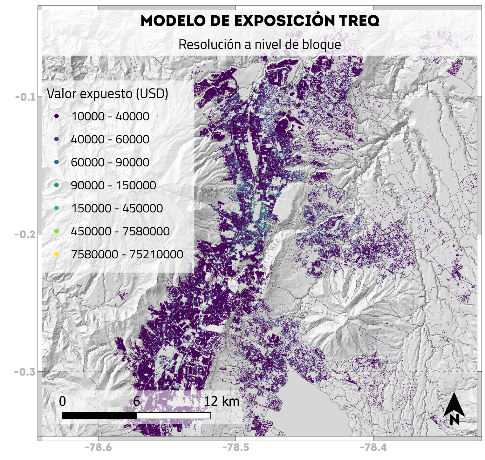 MODELO DE EXPOSICIÓN TREQ
Resolución a nivel de bloque
Valor expuesto (USD)
10000 - 40000
40000 - 60000
60000 - 90000
90000 - 150000
150000 - 450000
450000 - 7580000
7580000 - 75210000
-0.1
-0.2
-0.3
0 6 12 km
N
-78.6 -78.5 -78.4